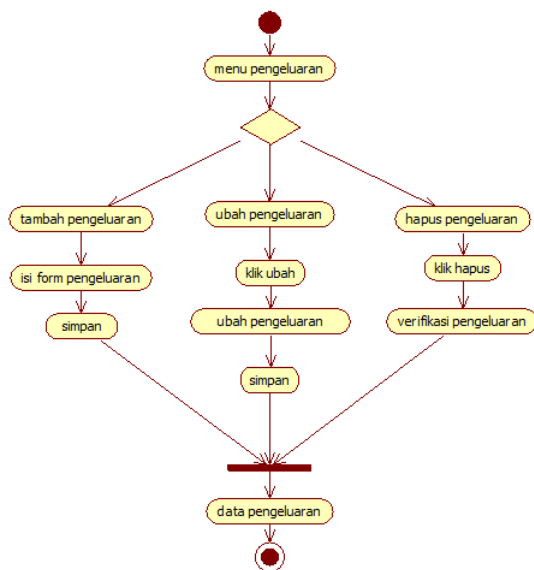 menu pengeluaran
tambah pengeluaran
isi form pengeluaran
simpan
ubah pengeluaran
klik ubah
ubah pengeluaran
simpan
hapus pengeluaran
klik hapus
verifikasi pengeluaran
data pengeluaran